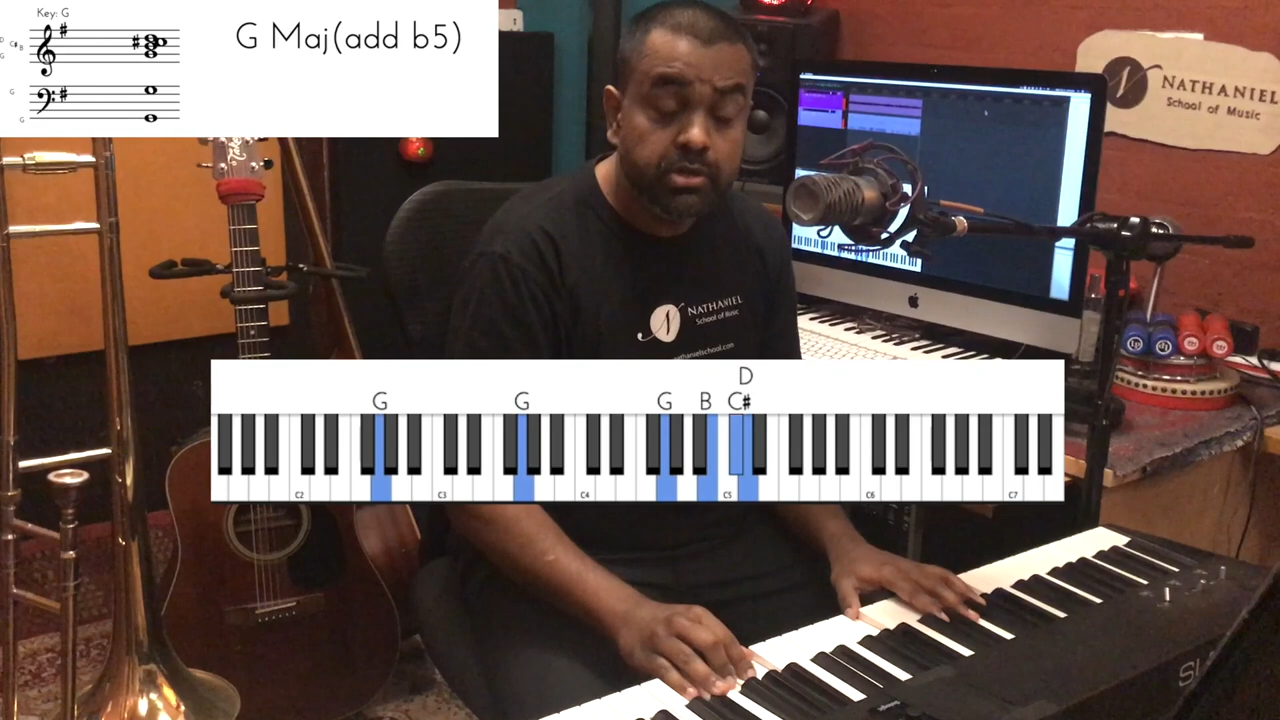 Key: G
G Maj(add b5)
D
C# B
G
G
G
NATHANIEL
School of Music
NATHANIEL
School of Music
nathanielschool.com
D
G G G B C#
C2 C3 C4 C5 C6 C7